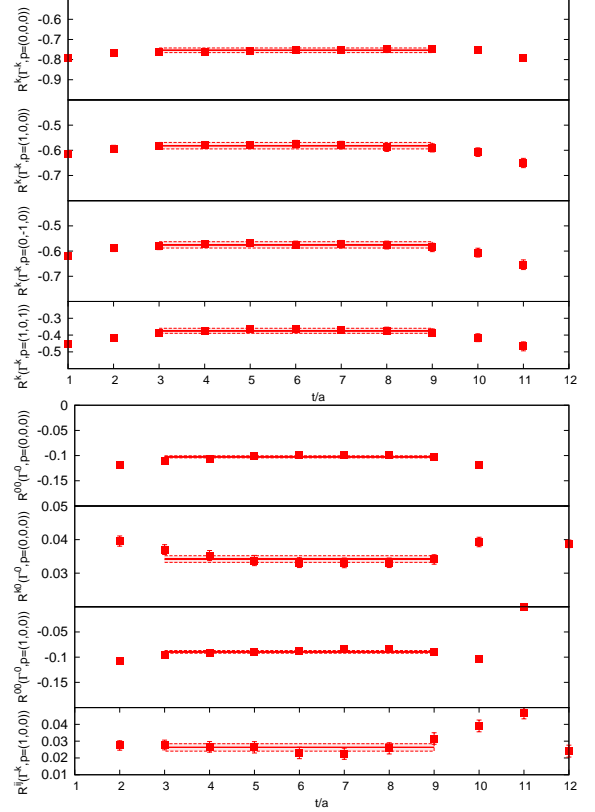 -0.6
-0.7
-0.8
-0.9
R^k(Γ^k,p=(0,0,0))
-0.5
-0.6
-0.7
R^k(Γ^k,p=(1,0,0))
-0.5
-0.6
-0.7
R^k(Γ^k,p=(0,-1,0))
-0.3
-0.4
-0.5
R^k(Γ^k,p=(1,0,1))
1 2 3 4 5 6 7 8 9 10 11 12
t/a
0
-0.05
-0.1
-0.15
R^00(Γ^0,p=(0,0,0))
0.05
0.04
0.03
R^k0(Γ^0,p=(0,0,0))
-0.05
-0.1
-0.15
R^00(Γ^0,p=(1,0,0))
0.04
0.03
0.02
0.01
R^ij(Γ^k,p=(1,0,0))
1 2 3 4 5 6 7 8 9 10 11 12
t/a